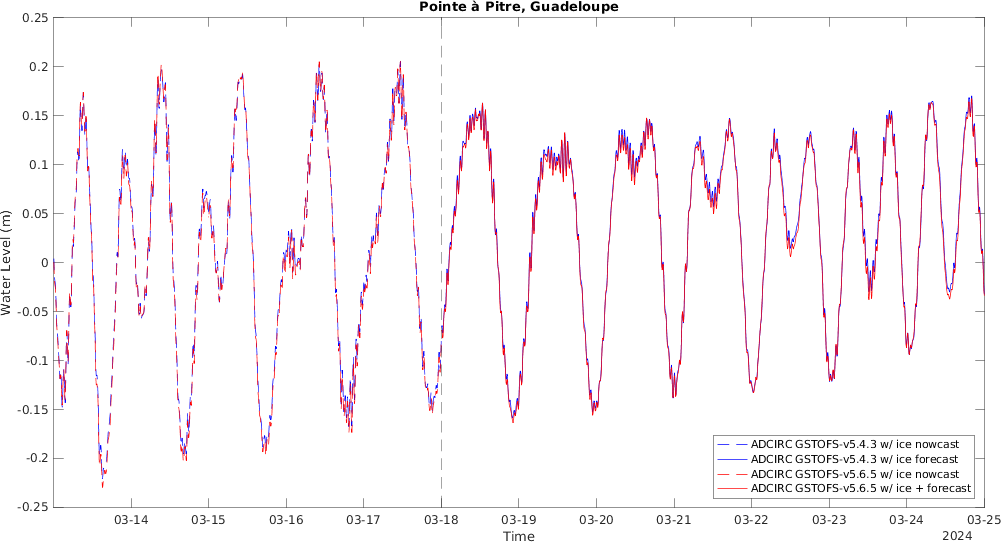 Pointe à Pitre, Guadeloupe
0.25
0.2
0.15
0.1
0.05
0
-0.05
-0.1
-0.15
-0.2
-0.25
Water Level (m)
ADCIRC GSTOFS-v5.4.3 w/ ice nowcast
ADCIRC GSTOFS-v5.4.3 w/ ice forecast
ADCIRC GSTOFS-v5.6.5 w/ ice nowcast
ADCIRC GSTOFS-v5.6.5 w/ ice + forecast
03-14 03-15 03-16 03-17 03-18 03-19 03-20 03-21 03-22 03-23 03-24 03-25
Time
2024